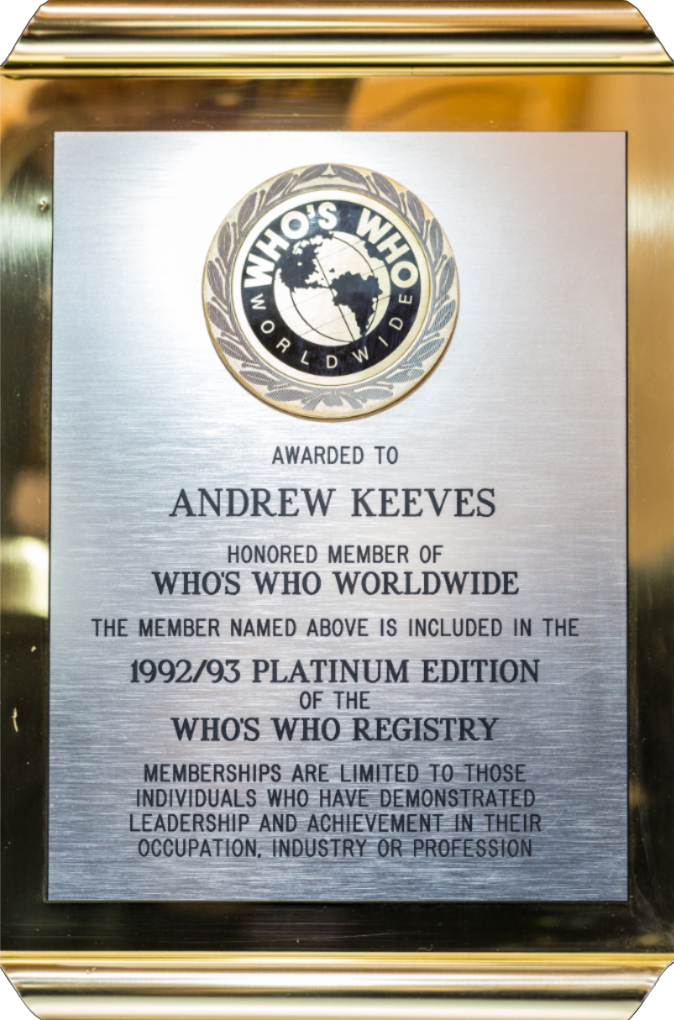 WHO'S WHO
WORLDWIDE
AWARDED TO
ANDREW KEEVES
HONORED MEMBER OF
WHO'S WHO WORLDWIDE
THE MEMBER NAMED ABOVE IS INCLUDED IN THE
1992/93 PLATINUM EDITION
OF THE
WHO'S WHO REGISTRY
MEMBERSHIPS ARE LIMITED TO THOSE
INDIVIDUALS WHO HAVE DEMONSTRATED
LEADERSHIP AND ACHIEVEMENT IN THEIR
OCCUPATION, INDUSTRY OR PROFESSION